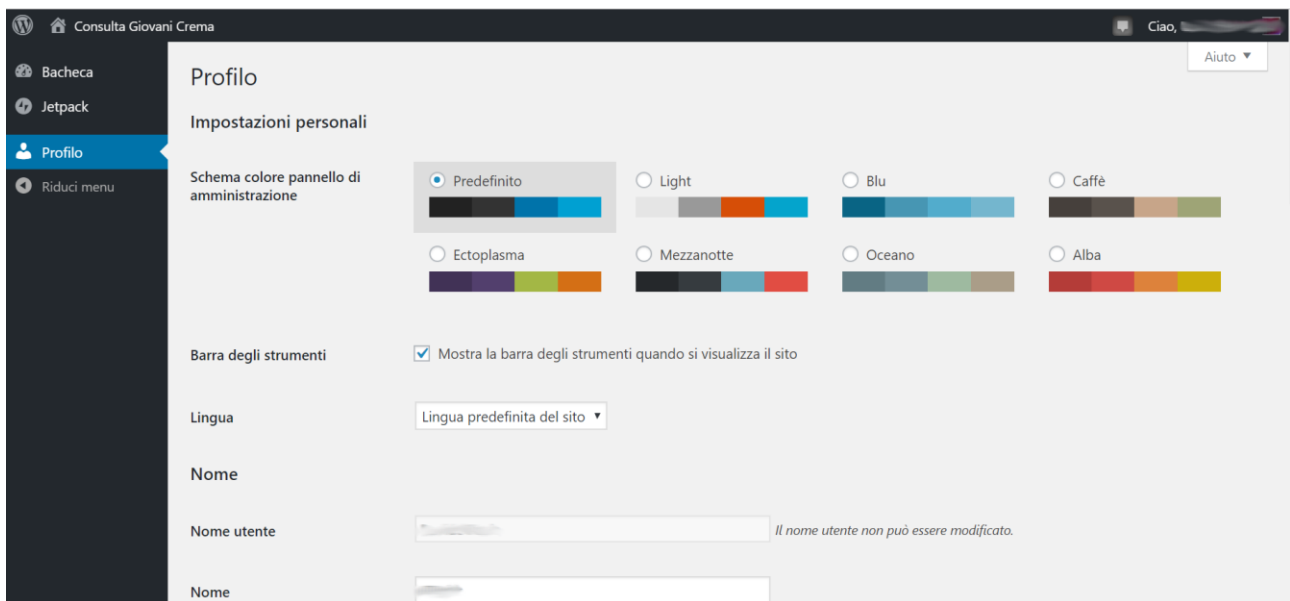 Consulta Giovani Crema
Ciao,
Aiuto
Bacheca
Jetpack
Profilo
Riduci menu
Profilo
Impostazioni personali
Schema colore pannello di
amministrazione
Predefinito
Light
Blu
Caffè
Ectoplasma
Mezzanotte
Oceano
Alba
Barra degli strumenti
Mostra la barra degli strumenti quando si visualizza il sito
Lingua
Lingua predefinita del sito
Nome
Nome utente
Il nome utente non può essere modificato.
Nome